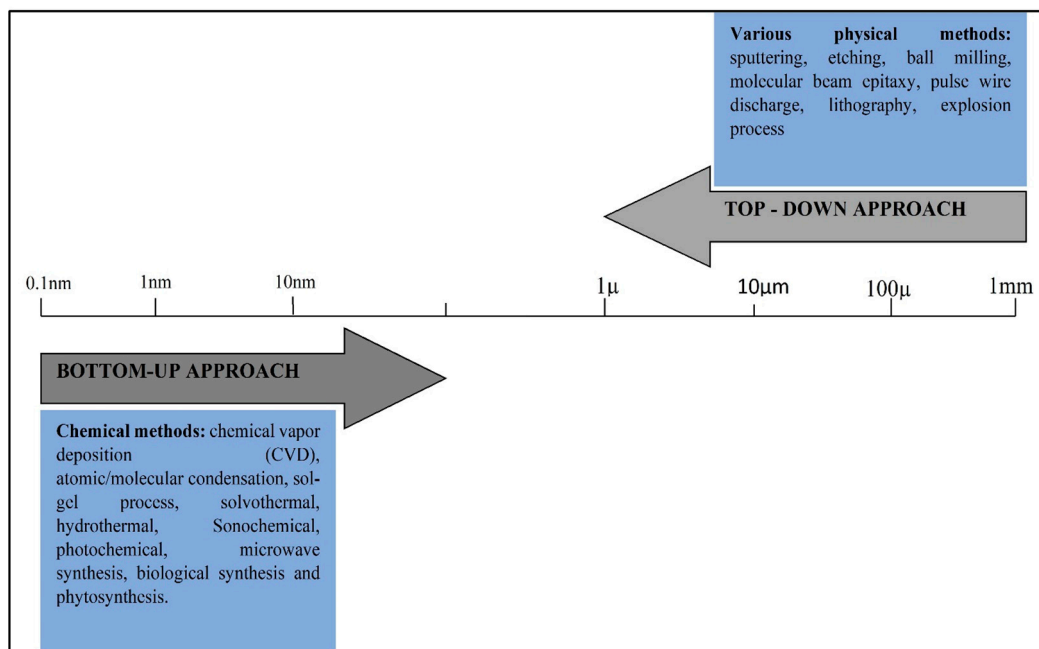 Various physical methods:
sputtering, etching, ball milling,
molecular beam epitaxy, pulse wire
discharge, lithography, explosion
process
TOP - DOWN APPROACH
0.1nm 1nm 10nm 1μ 10μm 100μ 1mm
BOTTOM-UP APPROACH
Chemical methods: chemical vapor
deposition (CVD),
atomic/molecular condensation, sol-
gel process, solvothermal,
hydrothermal, Sonochemical,
photochemical, microwave
synthesis, biological synthesis and
phytosynthesis.